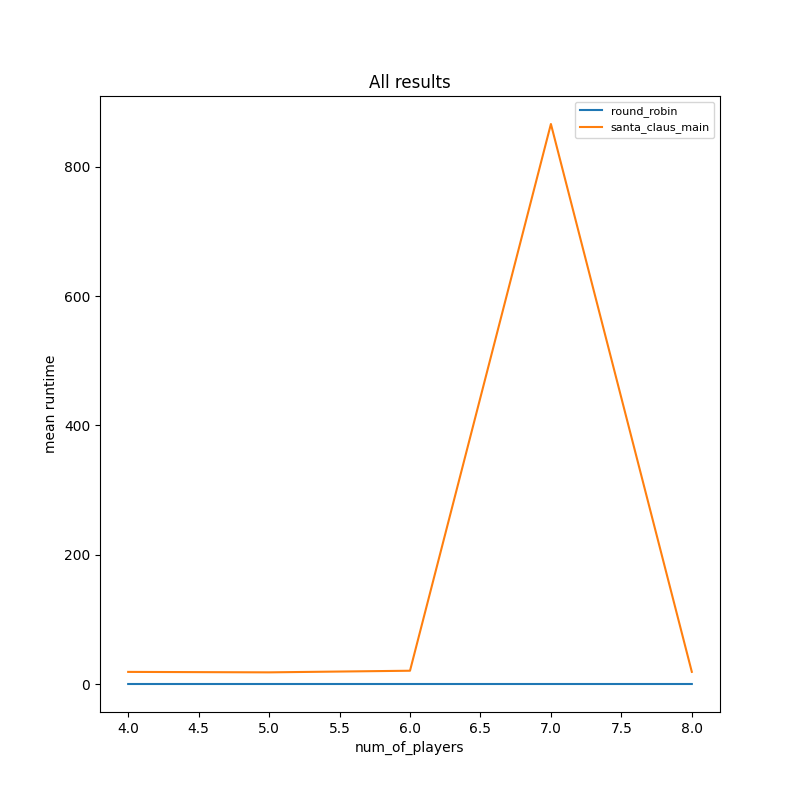 All results
round_robin
santa_claus_main
mean runtime
800
600
400
200
0
4.0 4.5 5.0 5.5 6.0 6.5 7.0 7.5 8.0
num_of_players